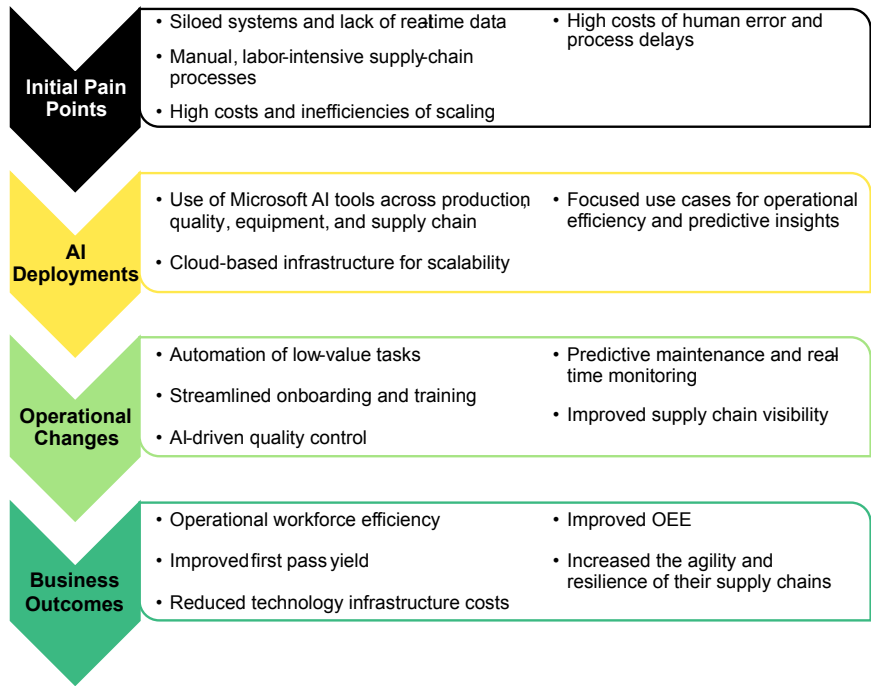 Initial Pain
Points
• Siloed systems and lack of real-time data
• Manual, labor-intensive supply-chain
processes
• High costs and inefficiencies of scaling
• High costs of human error and
process delays
AI
Deployments
• Use of Microsoft AI tools across production,
quality, equipment, and supply chain
• Cloud-based infrastructure for scalability
• Focused use cases for operational
efficiency and predictive insights
Operational
Changes
• Automation of low-value tasks
• Streamlined onboarding and training
• AI-driven quality control
• Predictive maintenance and real-
time monitoring
• Improved supply chain visibility
Business
Outcomes
• Operational workforce efficiency
• Improved first pass yield
• Reduced technology infrastructure costs
• Improved OEE
• Increased the agility and
resilience of their supply chains